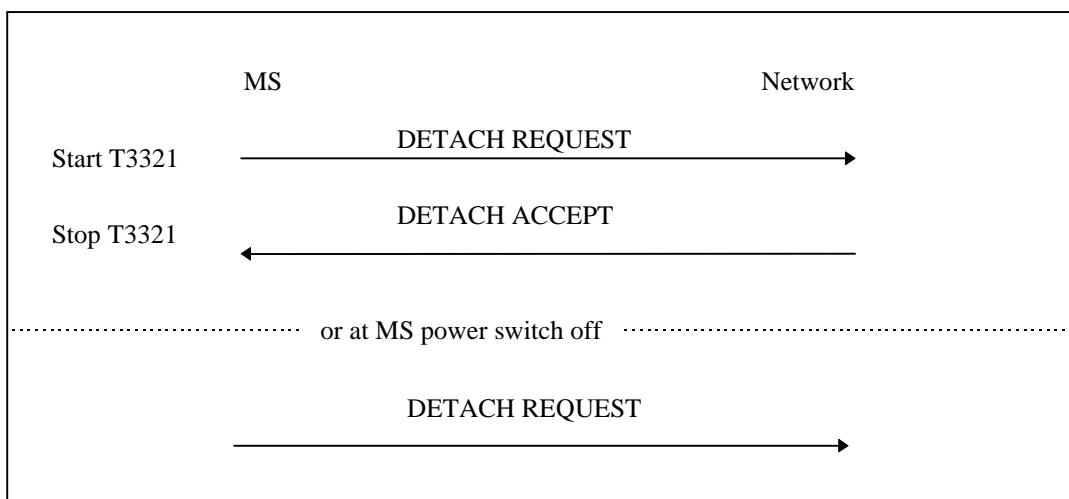 MS Network
DETACH REQUEST
Start T3321
DETACH ACCEPT
Stop T3321
or at MS power switch off
DETACH REQUEST